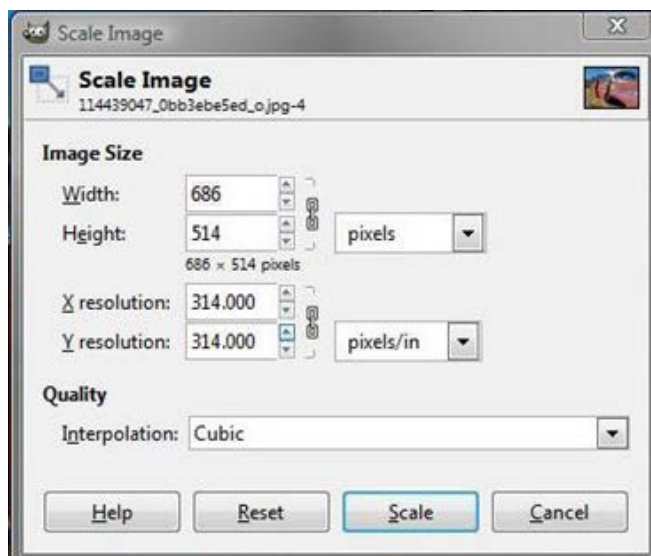 Scale Image
Scale Image
114439047_0bb3ebe5ed_o.jpg-4
Image Size
Width: 686
Height: 514 pixels
686 × 514 pixels
X resolution: 314.000
Y resolution: 314.000 pixels/in
Quality
Interpolation: Cubic
Help Reset Scale Cancel